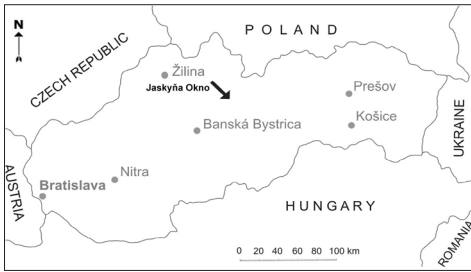 N
POLAND
CZECH REPUBLIC
Žilina
Jaskyňa Okno
Prešov
Košice
UKRAINE
Banská Bystrica
AUSTRIA
Nitra
Bratislava
HUNGARY
ROMANIA
0 20 40 60 80 100 km